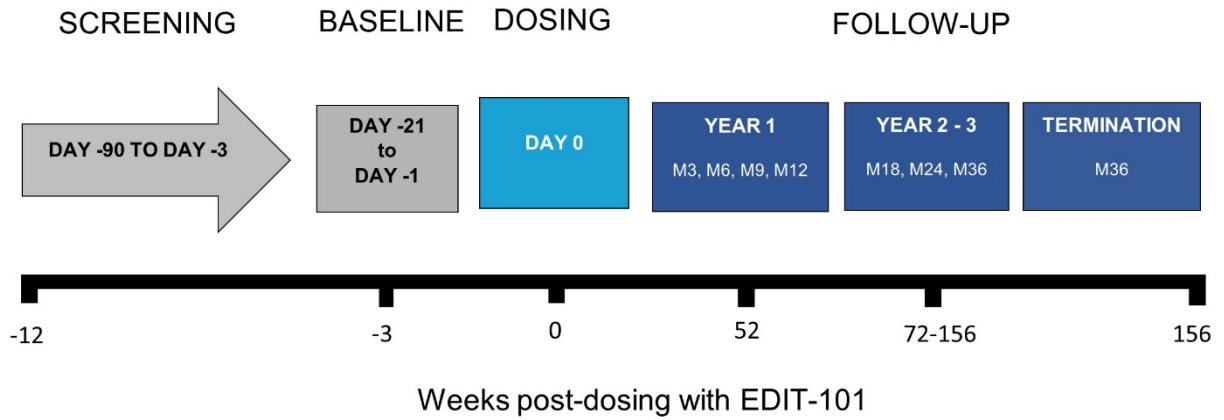 SCREENING BASELINE DOSING FOLLOW-UP
DAY -90 TO DAY -3
DAY -21
to
DAY -1
DAY 0
YEAR 1
M3, M6, M9, M12
YEAR 2 - 3
M18, M24, M36
TERMINATION
M36
-12 -3 0 52 72-156 156
Weeks post-dosing with EDIT-101